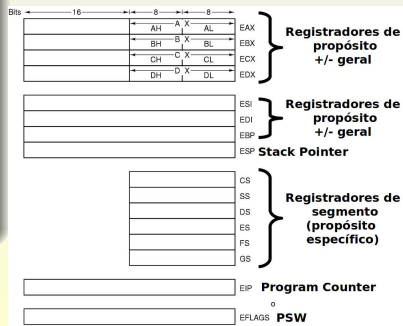 Bits 16 8 8
A X
AH AL EAX
B X
BH BL EBX
C X
CH CL ECX
D X
DH DL EDX
Registradores de
propósito
+/- geral
ESI
EDI
EBP
Registradores de
propósito
+/- geral
ESP Stack Pointer
CS
SS
DS
ES
FS
GS
Registradores de
segmento
(propósito
específico)
EIP Program Counter
o
EFLAGS PSW